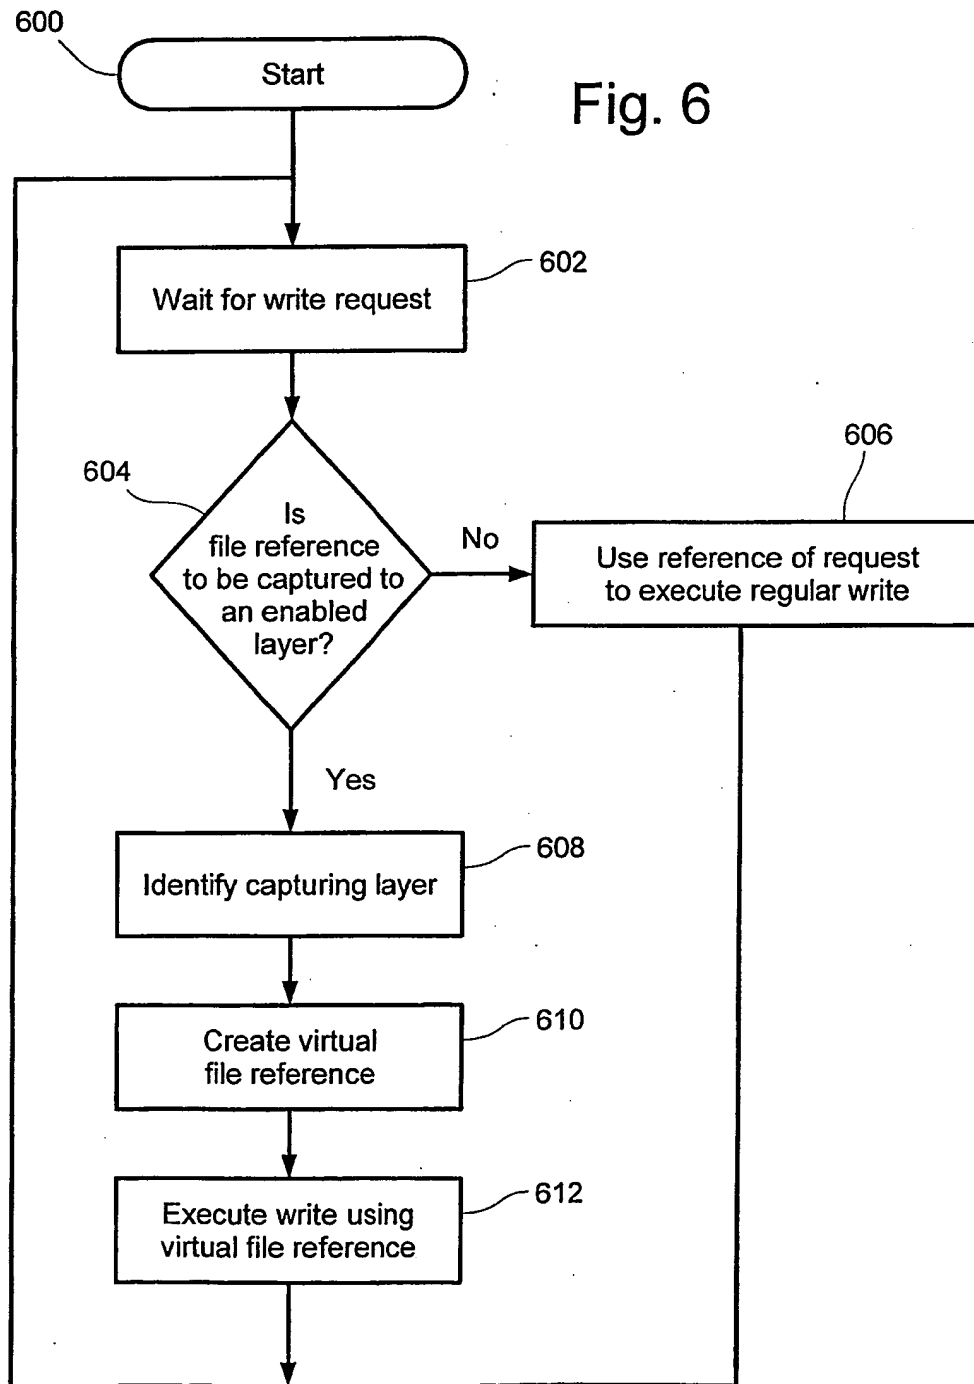 600
Start
Fig. 6
Wait for write request
602
604
Is
file reference
to be captured to
an enabled
layer?
No
606
Use reference of request
to execute regular write
Yes
Identify capturing layer
608
Create virtual
file reference
610
Execute write using
virtual file reference
612